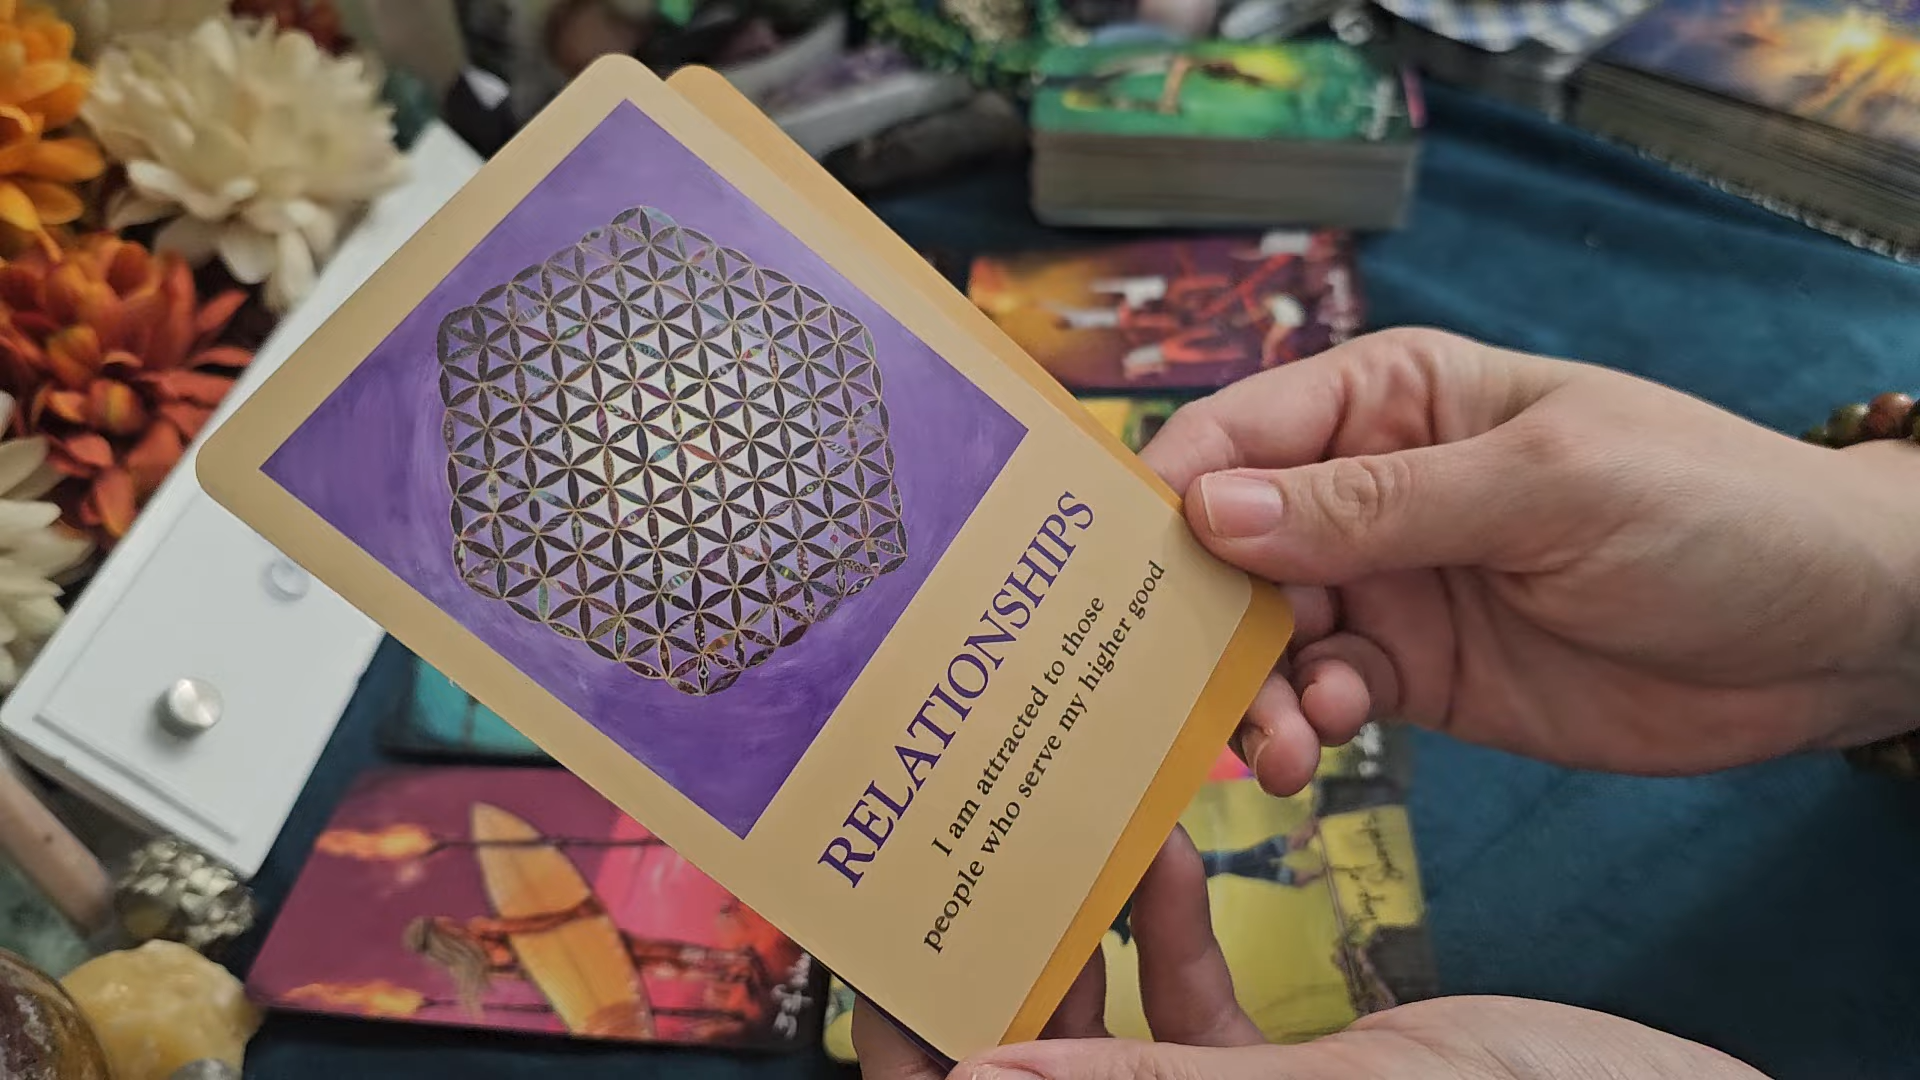 RELATIONSHIPS
I am attracted to those
people who serve my higher good